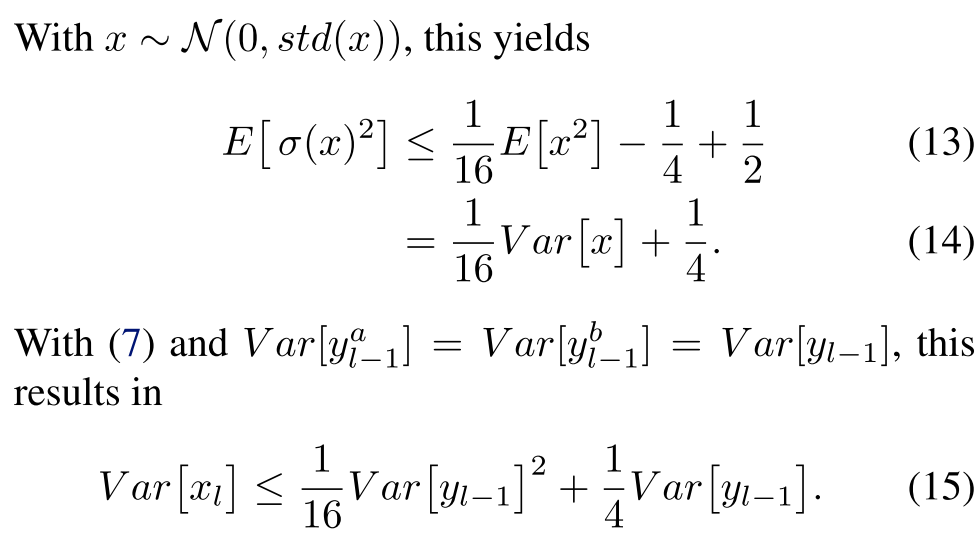 With x ∼ 𝒩(0, std(x)), this yields
E[σ(x)²] ≤ 1/16 E[x²] − 1/4 + 1/2 (13)
= 1/16 Var[x] + 1/4. (14)
With (7) and Var[y^a_{l−1}] = Var[y^b_{l−1}] = Var[y_{l−1}], this
results in
Var[x_l] ≤ 1/16 Var[y_{l−1}]² + 1/4 Var[y_{l−1}]. (15)